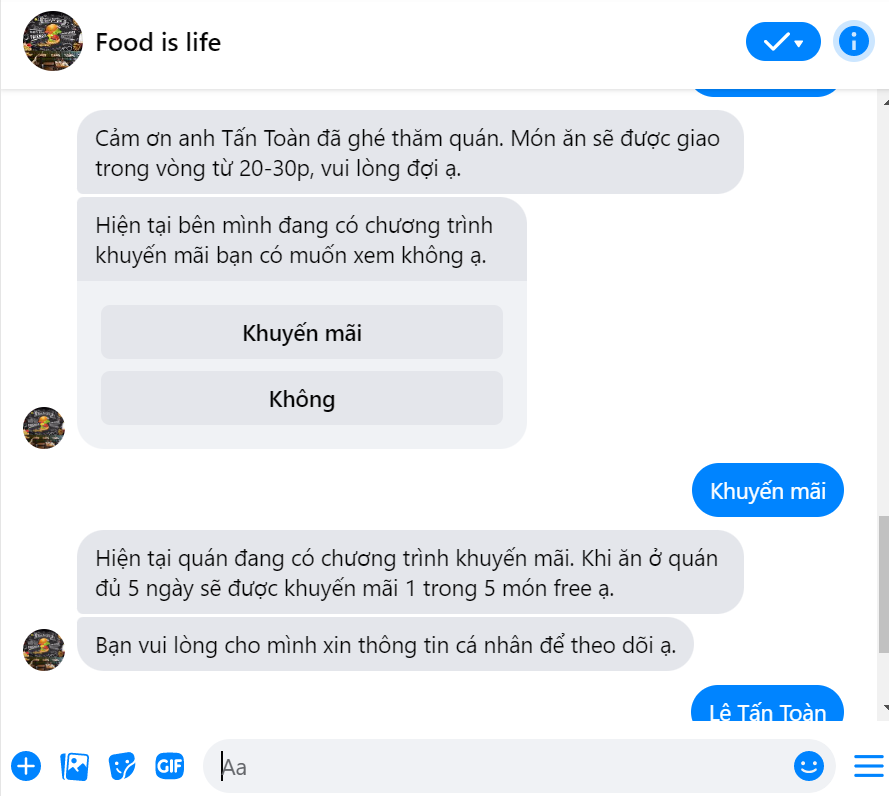 Food is life
Cảm ơn anh Tấn Toàn đã ghé thăm quán. Món ăn sẽ được giao
trong vòng từ 20-30p, vui lòng đợi ạ.
Hiện tại bên mình đang có chương trình
khuyến mãi bạn có muốn xem không ạ.
Khuyến mãi
Không
Khuyến mãi
Hiện tại quán đang có chương trình khuyến mãi. Khi ăn ở quán
đủ 5 ngày sẽ được khuyến mãi 1 trong 5 món free ạ.
Bạn vui lòng cho mình xin thông tin cá nhân để theo dõi ạ.
Lê Tấn Toàn
GIF
Aa